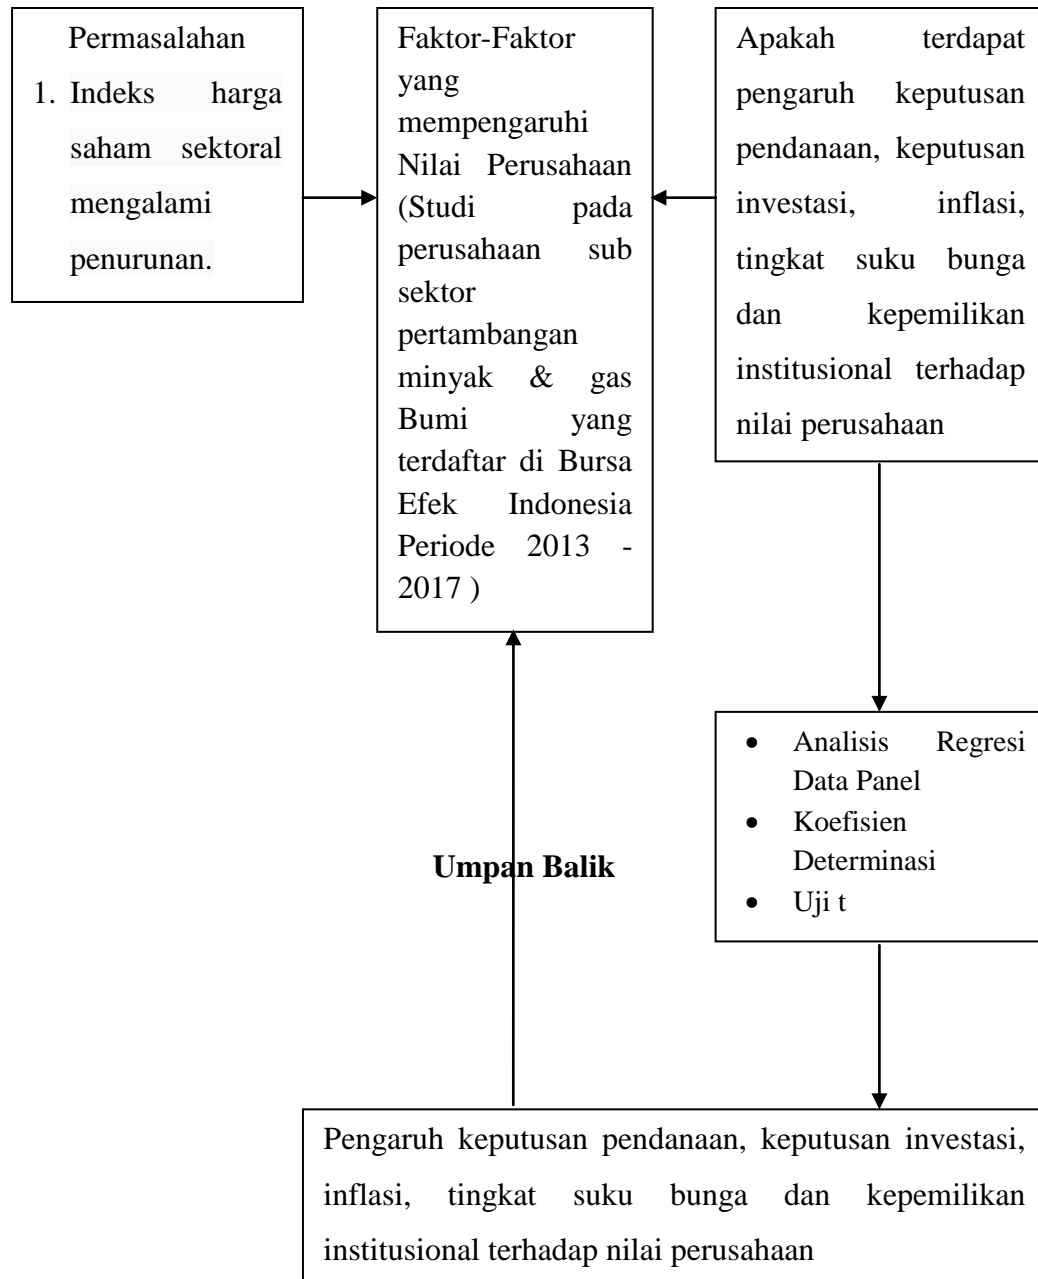 Permasalahan
1. Indeks harga
saham sektoral
mengalami
penurunan.
Faktor-Faktor
yang
mempengaruhi
Nilai Perusahaan
(Studi pada
perusahaan sub
sektor
pertambangan
minyak & gas
Bumi yang
terdaftar di Bursa
Efek Indonesia
Periode 2013 -
2017 )
Apakah terdapat
pengaruh keputusan
pendanaan, keputusan
investasi, inflasi,
tingkat suku bunga
dan kepemilikan
institusional terhadap
nilai perusahaan
• Analisis Regresi
Data Panel
• Koefisien
Determinasi
• Uji t
Umpan Balik
Pengaruh keputusan pendanaan, keputusan investasi,
inflasi, tingkat suku bunga dan kepemilikan
institusional terhadap nilai perusahaan